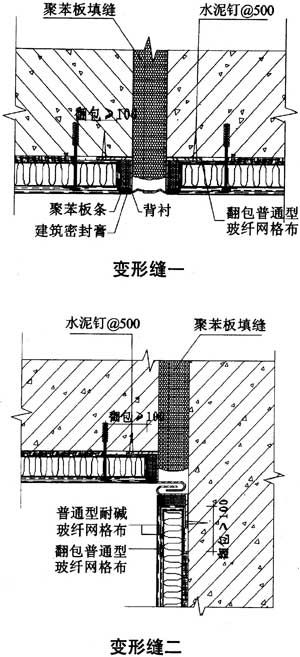 聚苯板填缝
水泥钉@500
翻包≥100
聚苯板条
背衬
建筑密封膏
翻包普通型
玻纤网格布
变形缝一
水泥钉@500
聚苯板填缝
翻包≥100
普通型耐碱
玻纤网格布
翻包普通型
玻纤网格布
翻包≥100
变形缝二